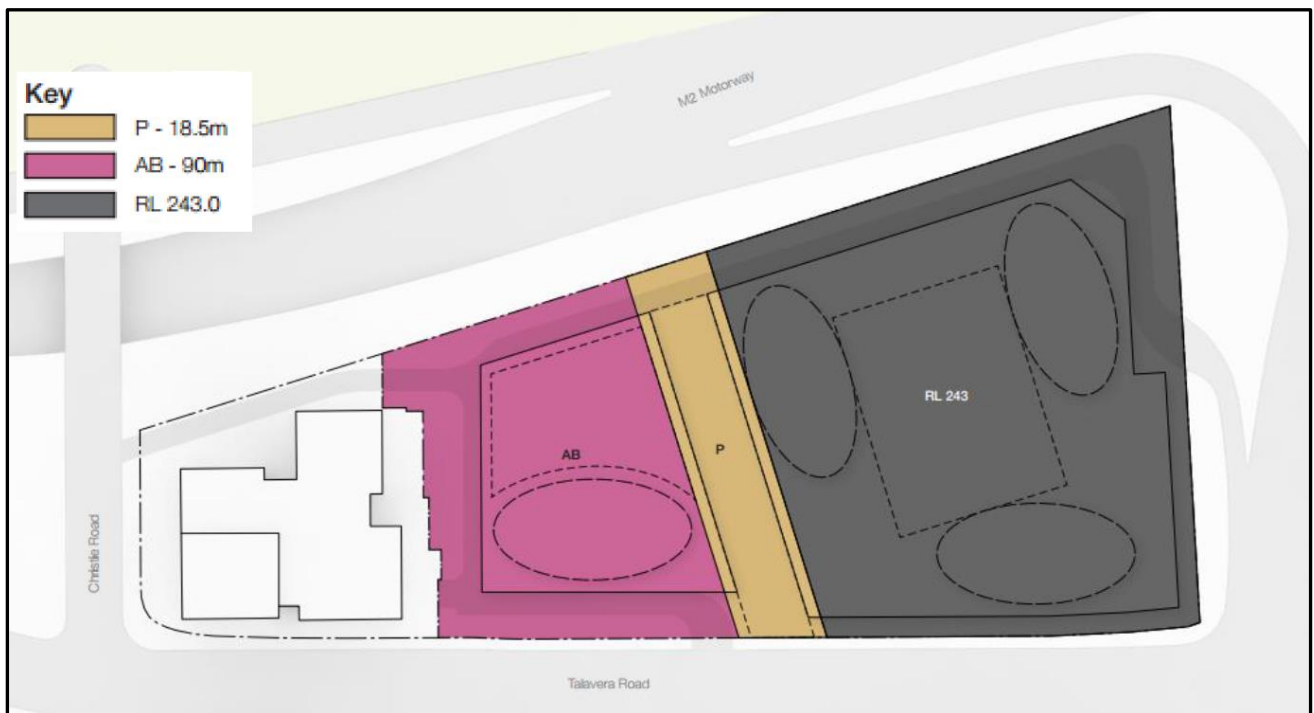 Key
P - 18.5m
AB - 90m
RL 243.0
M2 Motorway
RL 243
AB
P
Christie Road
Talavera Road